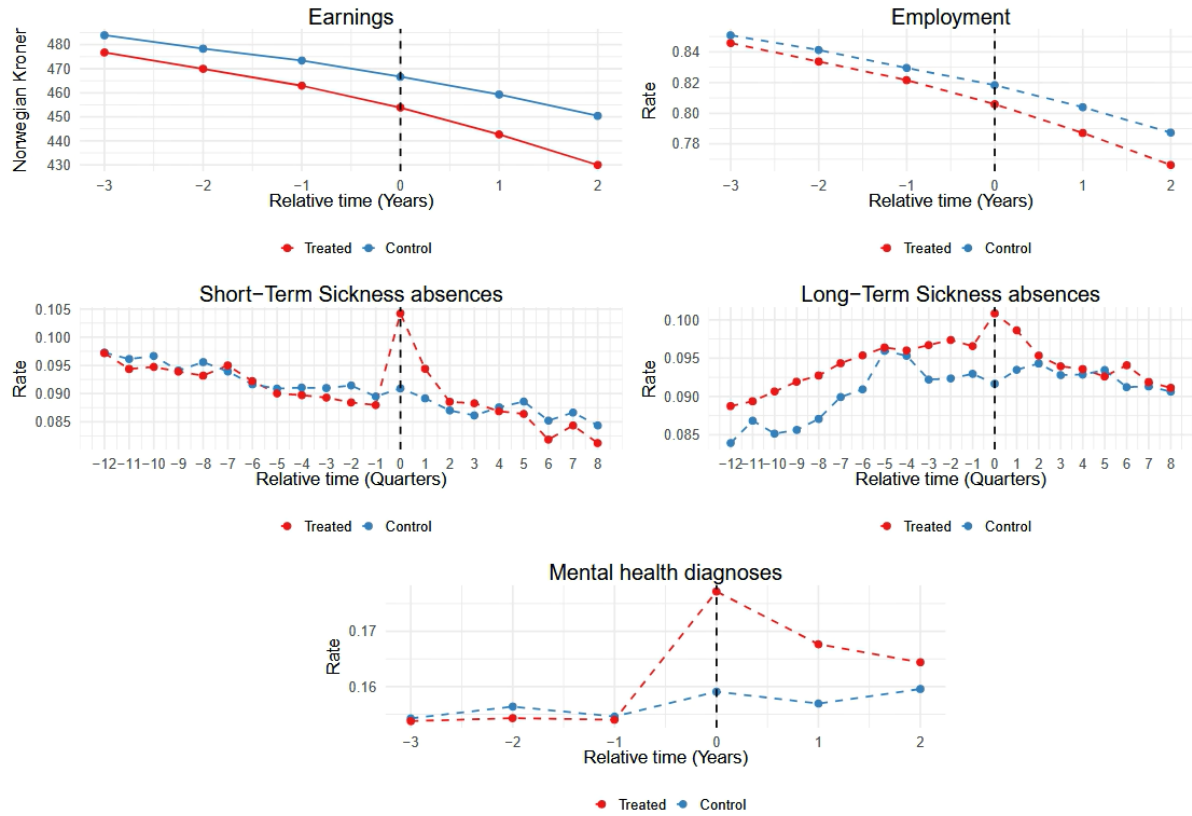 Earnings
Norwegian Kroner
480
470
460
450
440
430
−3 −2 −1 0 1 2
Relative time (Years)
Treated Control
Employment
Rate
0.84
0.82
0.80
0.78
−3 −2 −1 0 1 2
Relative time (Years)
Treated Control
Short−Term Sickness absences
Rate
0.105
0.100
0.095
0.090
0.085
−12 −11 −10 −9 −8 −7 −6 −5 −4 −3 −2 −1 0 1 2 3 4 5 6 7 8
Relative time (Quarters)
Treated Control
Long−Term Sickness absences
Rate
0.100
0.095
0.090
0.085
−12 −11 −10 −9 −8 −7 −6 −5 −4 −3 −2 −1 0 1 2 3 4 5 6 7 8
Relative time (Quarters)
Treated Control
Mental health diagnoses
Rate
0.17
0.16
−3 −2 −1 0 1 2
Relative time (Years)
Treated Control